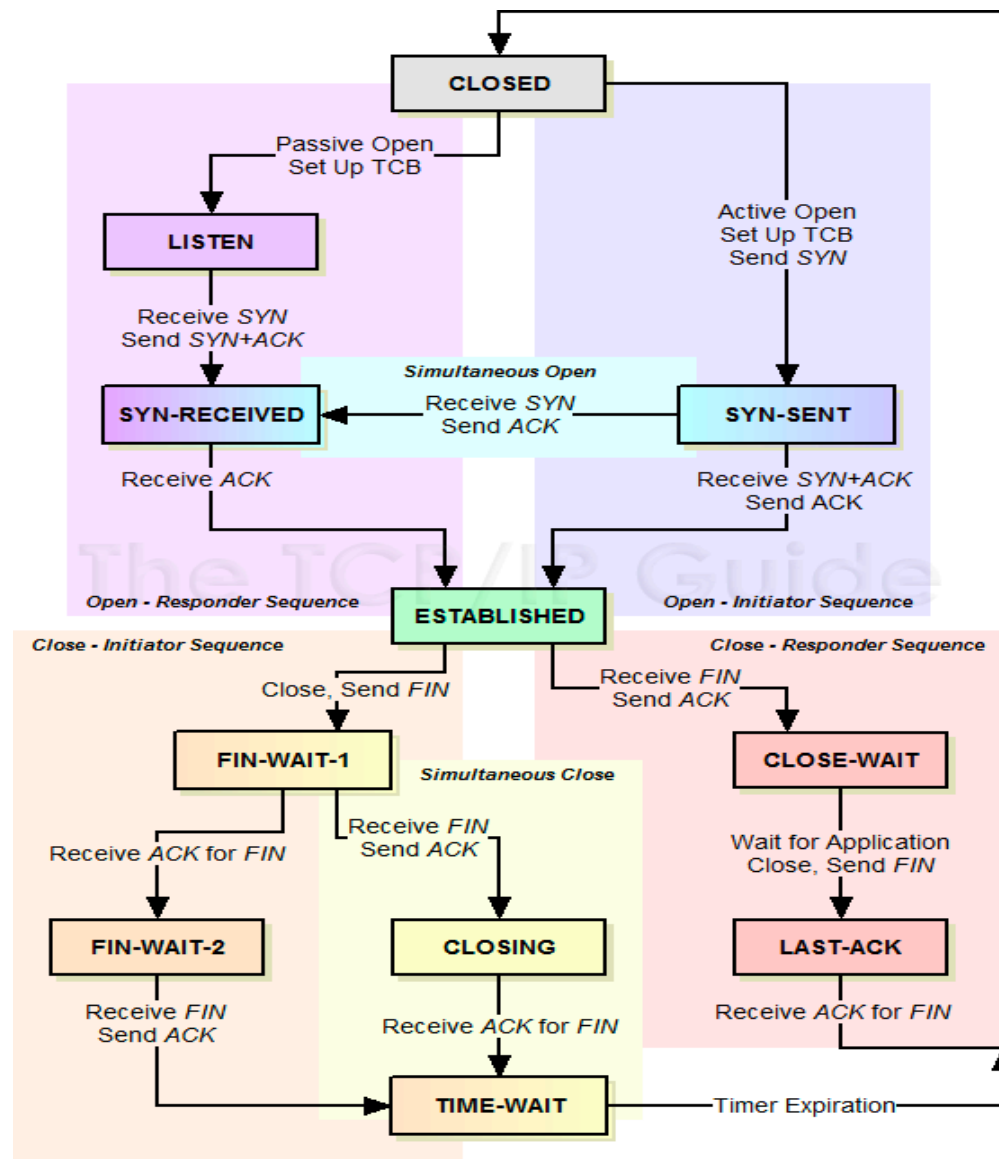 CLOSED
Passive Open
Set Up TCB
LISTEN
Active Open
Set Up TCB
Send SYN
Receive SYN
Send SYN+ACK
Simultaneous Open
SYN-RECEIVED
Receive SYN
Send ACK
SYN-SENT
Receive ACK
Receive SYN+ACK
Send ACK
The TCP/IP Guide
Open - Responder Sequence
ESTABLISHED
Open - Initiator Sequence
Close - Initiator Sequence
Close - Responder Sequence
Close, Send FIN
Receive FIN
Send ACK
FIN-WAIT-1
CLOSE-WAIT
Simultaneous Close
Receive ACK for FIN
Receive FIN
Send ACK
Wait for Application
Close, Send FIN
FIN-WAIT-2
CLOSING
LAST-ACK
Receive FIN
Send ACK
Receive ACK for FIN
Receive ACK for FIN
TIME-WAIT
Timer Expiration